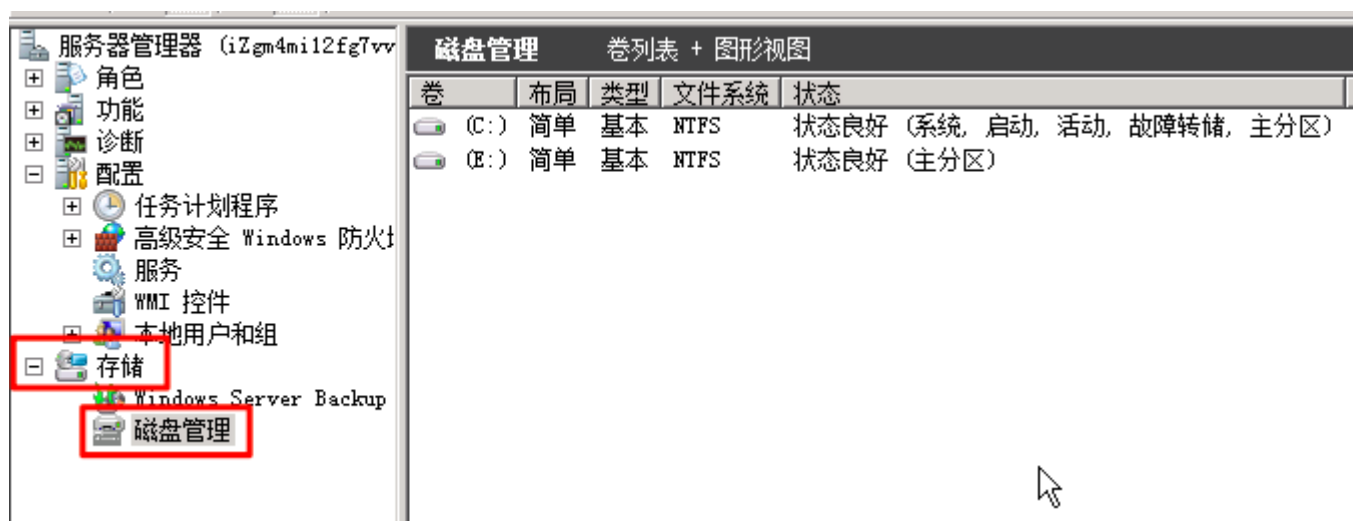 服务器管理器 (iZgm4mi12fg7vv
角色
功能
诊断
配置
任务计划程序
高级安全 Windows 防火
服务
WMI 控件
本地用户和组
存储
Windows Server Backup
磁盘管理
磁盘管理 卷列表 + 图形视图
卷 布局 类型 文件系统 状态
(C:) 简单 基本 NTFS 状态良好 (系统, 启动, 活动, 故障转储, 主分区)
(E:) 简单 基本 NTFS 状态良好 (主分区)